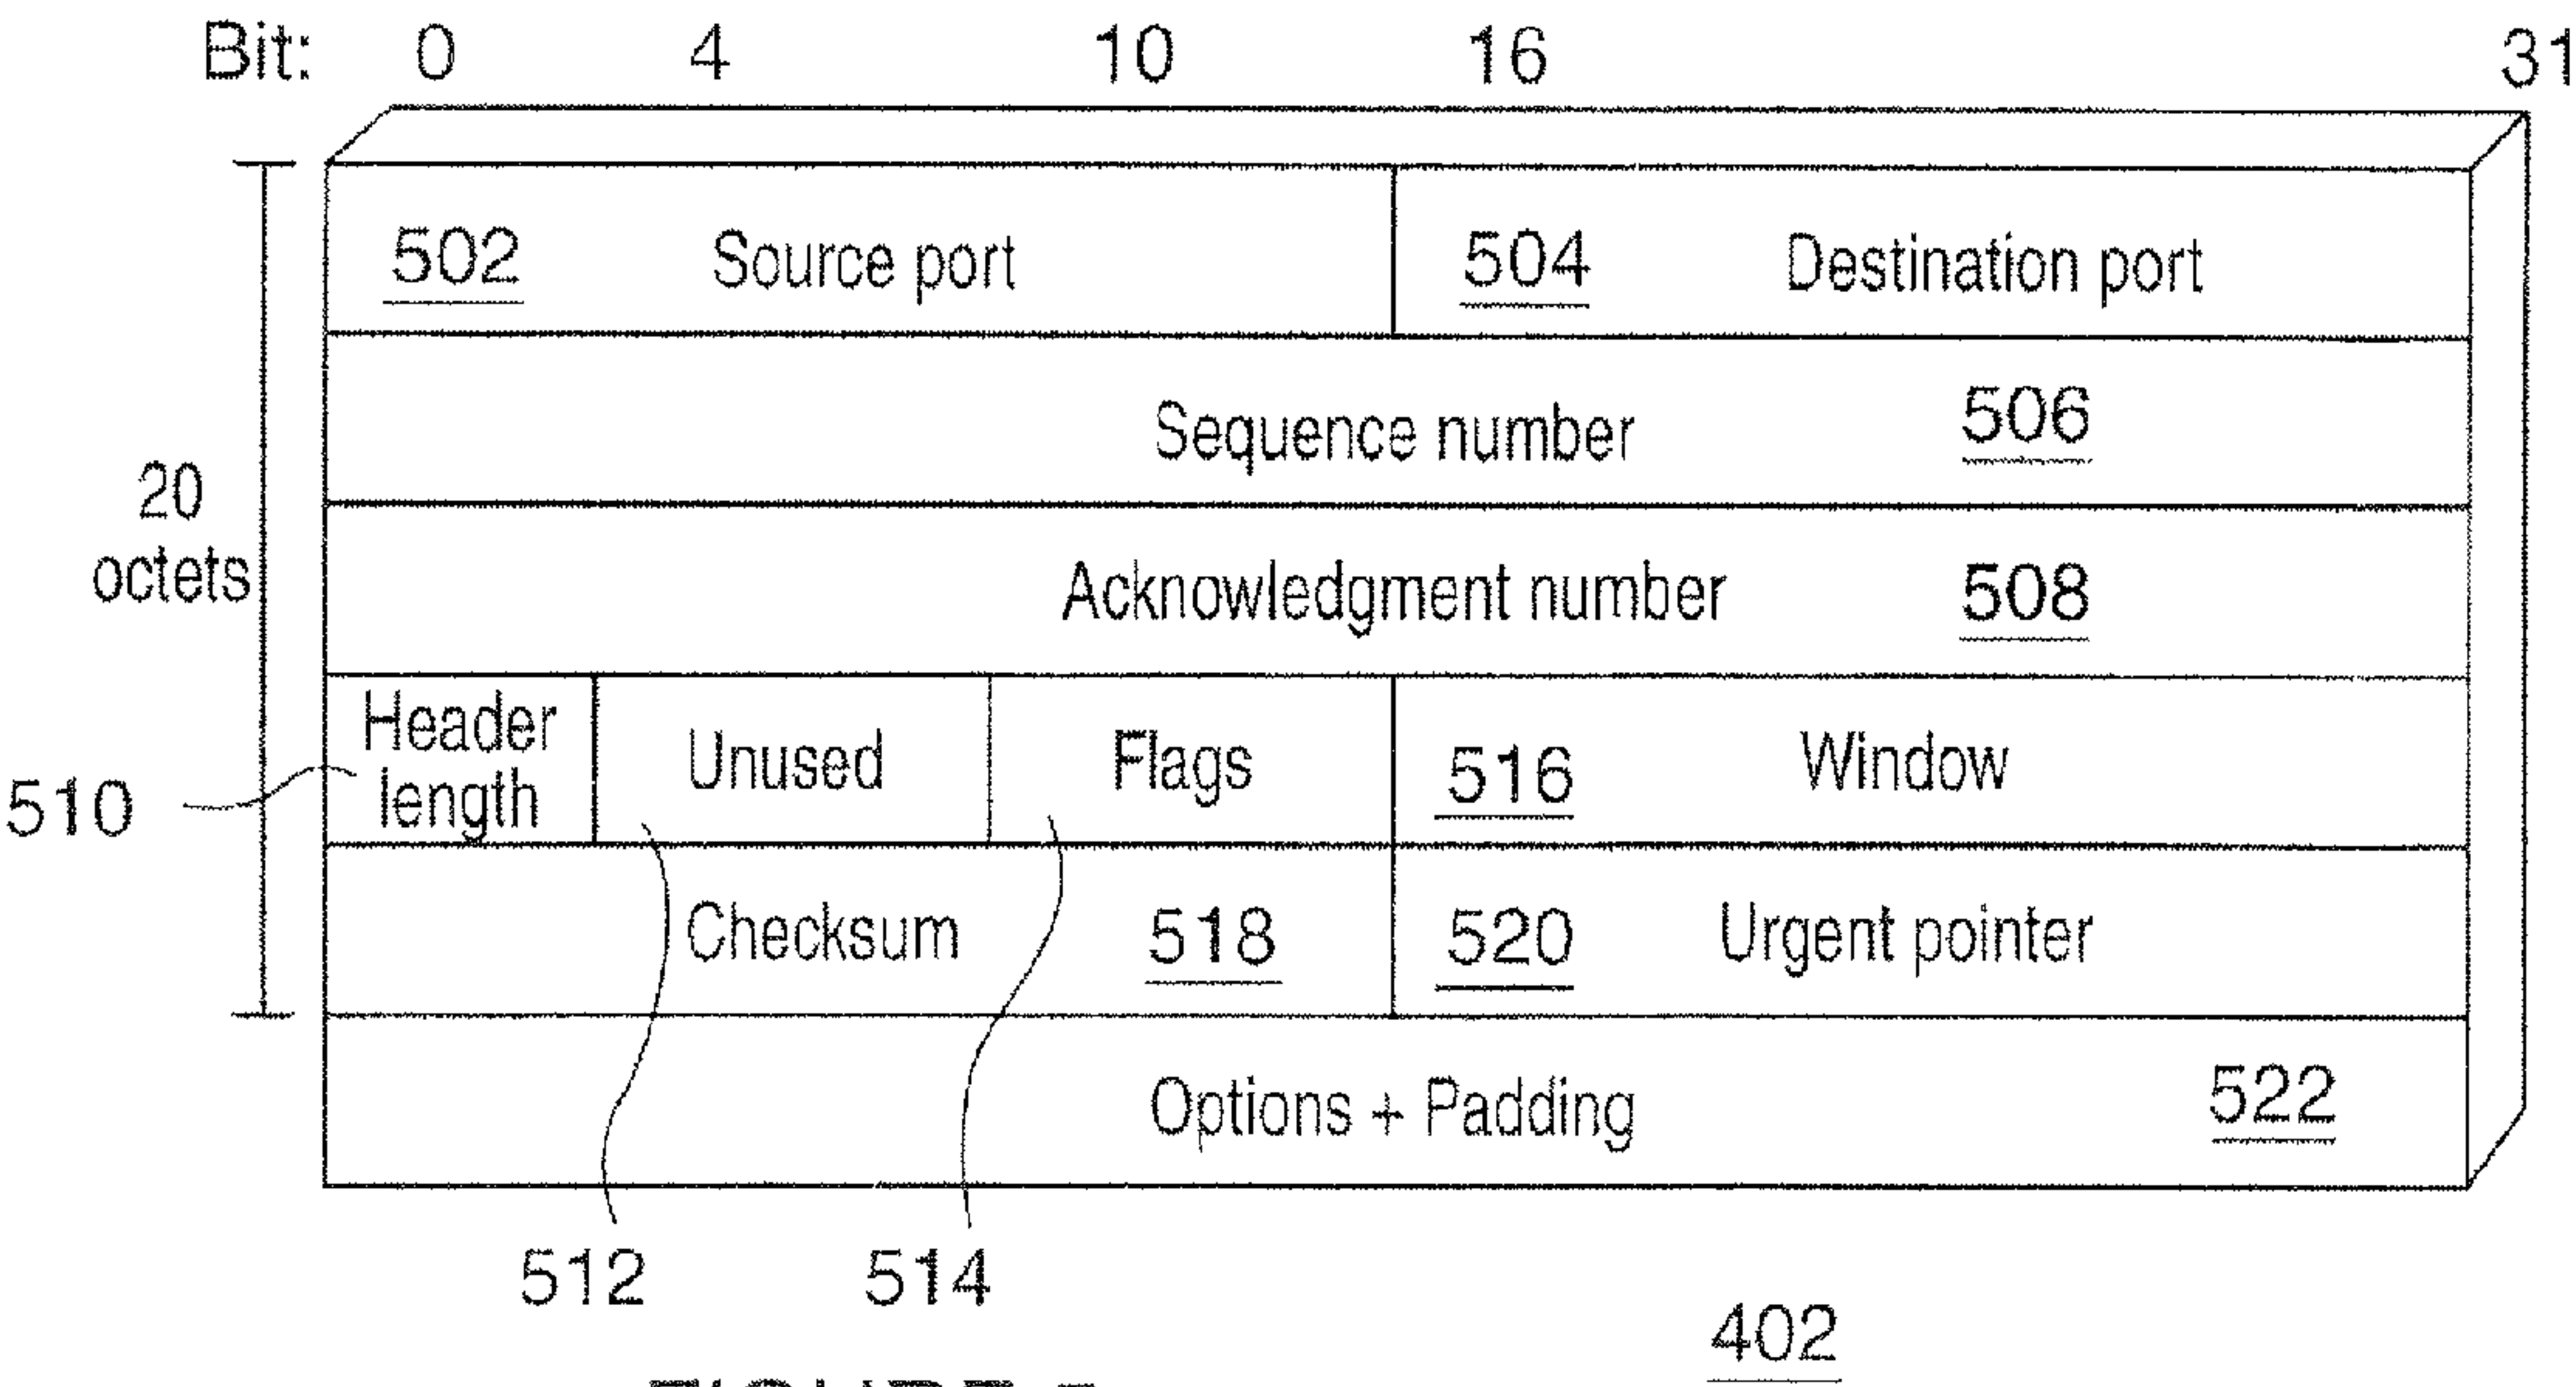 Bit: 0 4 10 16 31
502 Source port 504 Destination port
Sequence number 506
20 octets
Acknowledgment number 508
Header length Unused Flags 516 Window
510
Checksum 518 520 Urgent pointer
Options + Padding 522
512 514
402